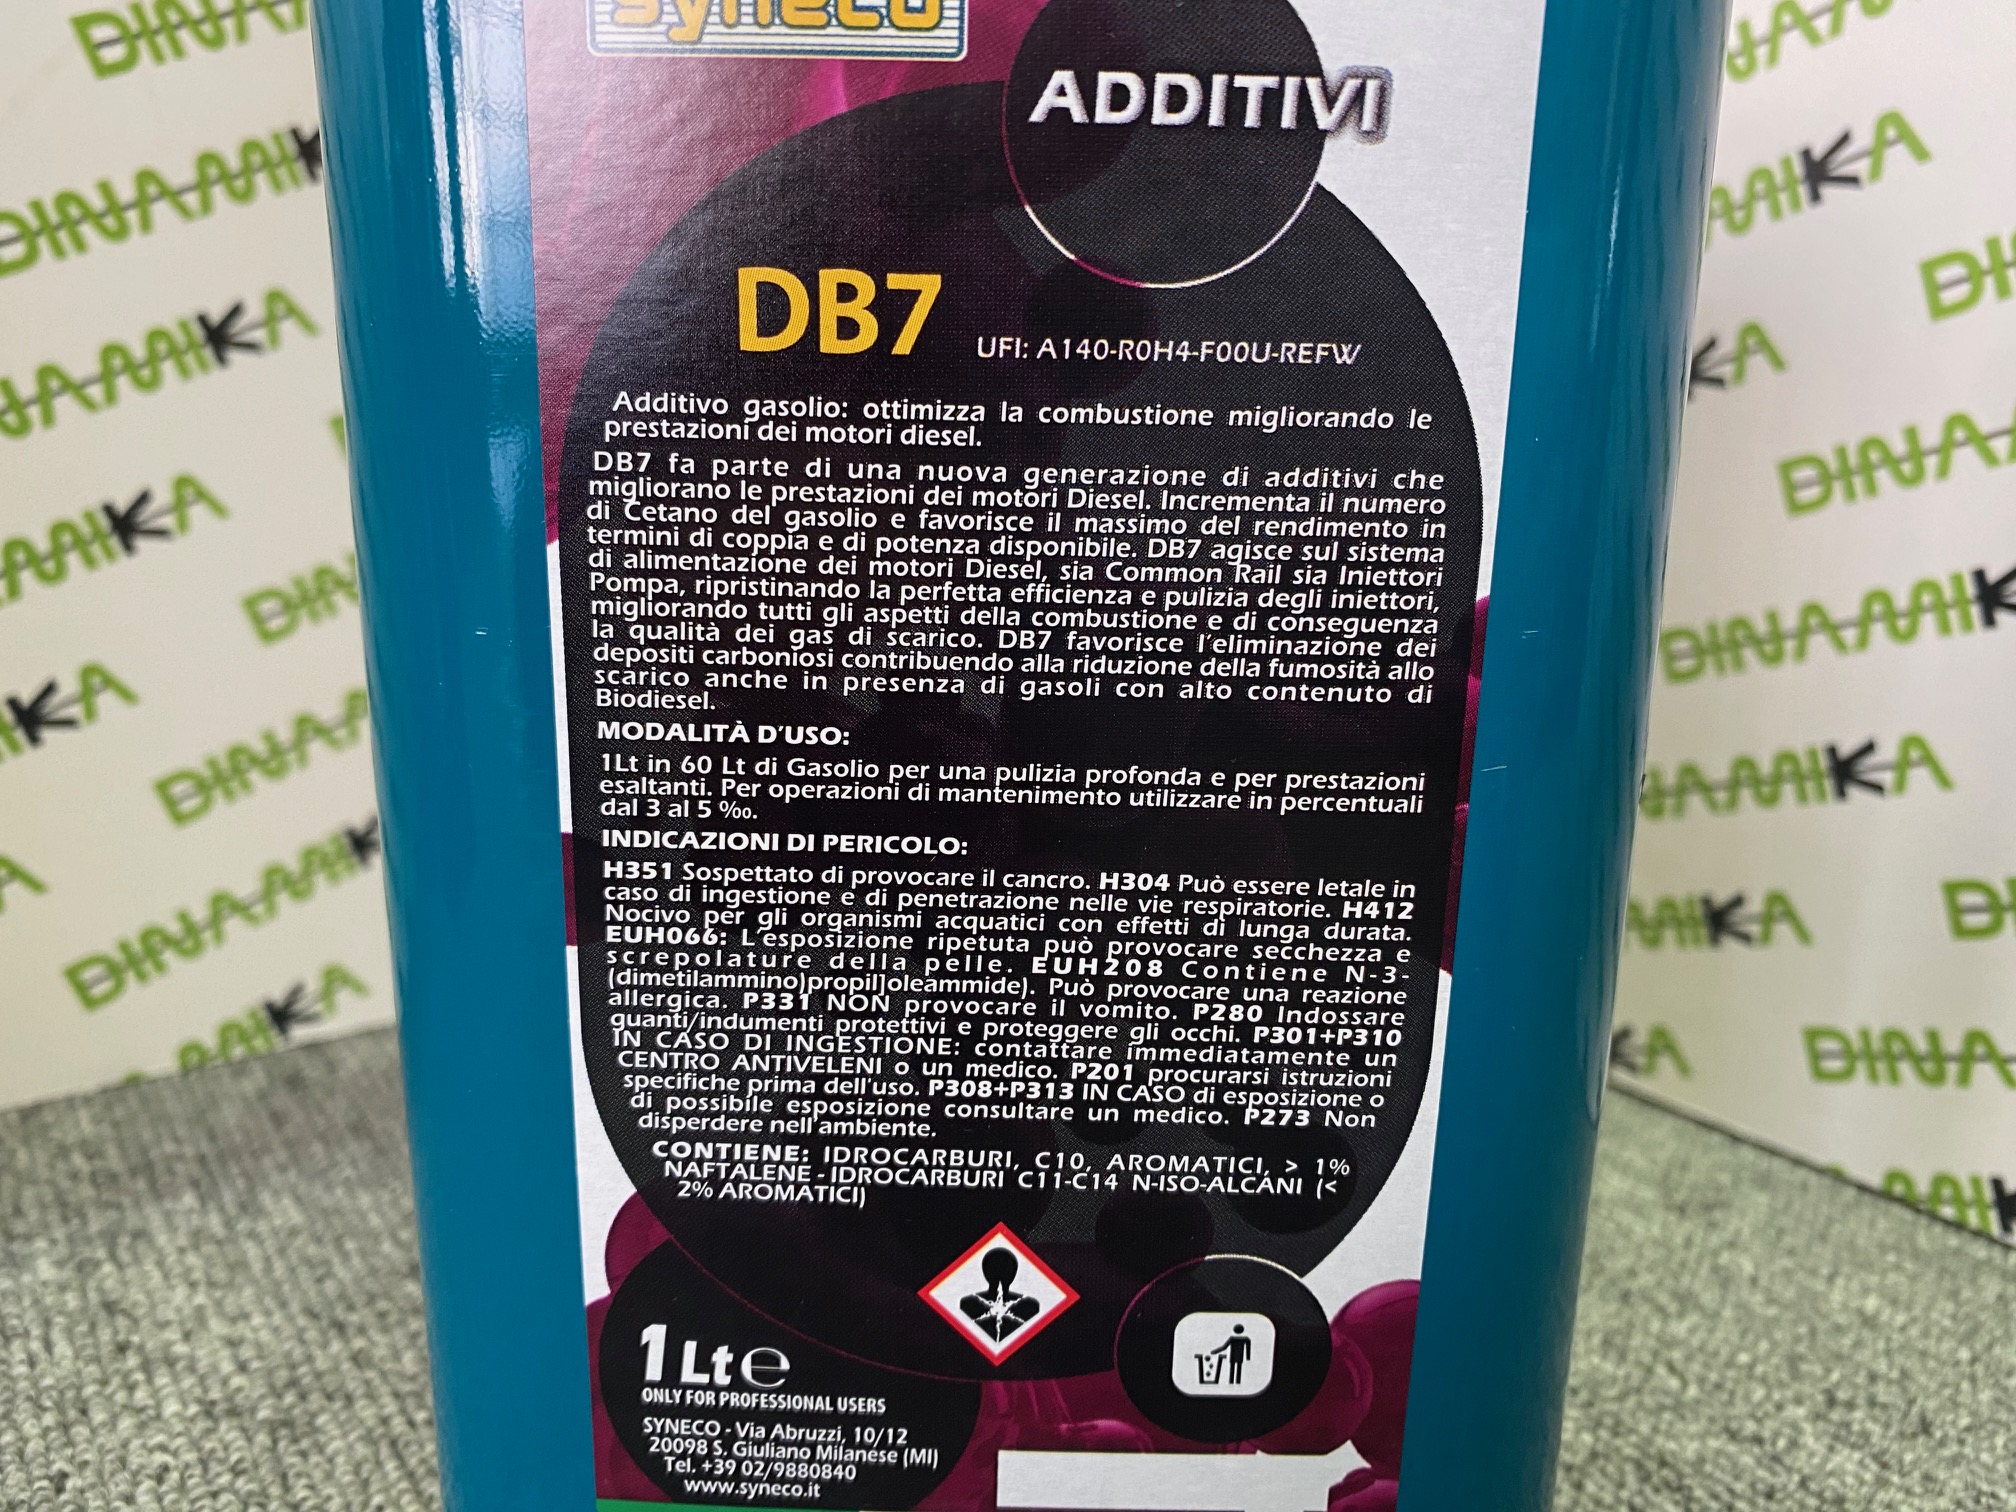 syneco
ADDITIVI
DB7
UFI: A140-R0H4-F00U-REFW
Additivo gasolio: ottimizza la combustione migliorando le
prestazioni dei motori diesel.
DB7 fa parte di una nuova generazione di additivi che
migliorano le prestazioni dei motori Diesel. Incrementa il numero
di Cetano del gasolio e favorisce il massimo del rendimento in
termini di coppia e di potenza disponibile. DB7 agisce sul sistema
di alimentazione dei motori Diesel, sia Common Rail sia Iniettori
Pompa, ripristinando la perfetta efficienza e pulizia degli iniettori,
migliorando tutti gli aspetti della combustione e di conseguenza
la qualità dei gas di scarico. DB7 favorisce l'eliminazione dei
depositi carboniosi contribuendo alla riduzione della fumosità allo
scarico anche in presenza di gasoli con alto contenuto di
Biodiesel.
MODALITÀ D'USO:
1Lt in 60 Lt di Gasolio per una pulizia profonda e per prestazioni
esaltanti. Per operazioni di mantenimento utilizzare in percentuali
dal 3 al 5 ‰.
INDICAZIONI DI PERICOLO:
H351 Sospettato di provocare il cancro. H304 Può essere letale in
caso di ingestione e di penetrazione nelle vie respiratorie. H412
Nocivo per gli organismi acquatici con effetti di lunga durata.
EUH066: L'esposizione ripetuta può provocare secchezza e
screpolature della pelle. EUH208 Contiene N-3-
(dimetilammino)propil]oleammide). Può provocare una reazione
allergica. P331 NON provocare il vomito. P280 Indossare
guanti/indumenti protettivi e proteggere gli occhi. P301+P310
IN CASO DI INGESTIONE: contattare immediatamente un
CENTRO ANTIVELENI o un medico. P201 procurarsi istruzioni
specifiche prima dell'uso. P308+P313 IN CASO di esposizione o
di possibile esposizione consultare un medico. P273 Non
disperdere nell'ambiente.
CONTIENE: IDROCARBURI, C10, AROMATICI, > 1%
NAFTALENE - IDROCARBURI C11-C14 N-ISO-ALCANI (<
2% AROMATICI)
1 Lt e
ONLY FOR PROFESSIONAL USERS
SYNECO - Via Abruzzi, 10/12
20098 S. Giuliano Milanese (MI)
Tel. +39 02/9880840
www.syneco.it
DINAMIKA